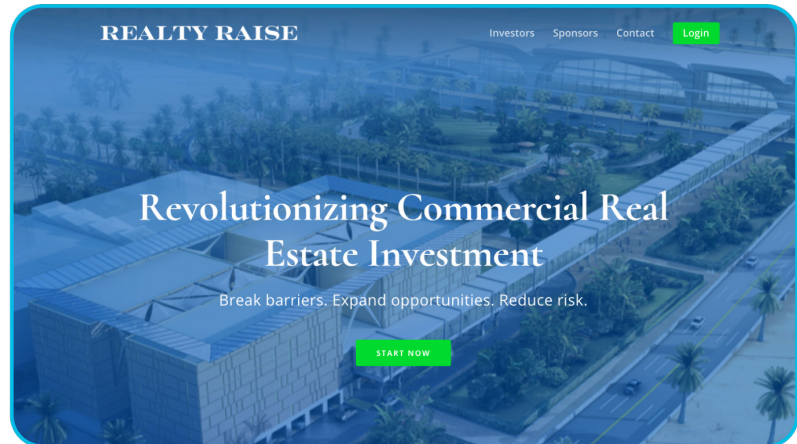 REALTY RAISE
Investors Sponsors Contact Login
Revolutionizing Commercial Real
Estate Investment
Break barriers. Expand opportunities. Reduce risk.
START NOW